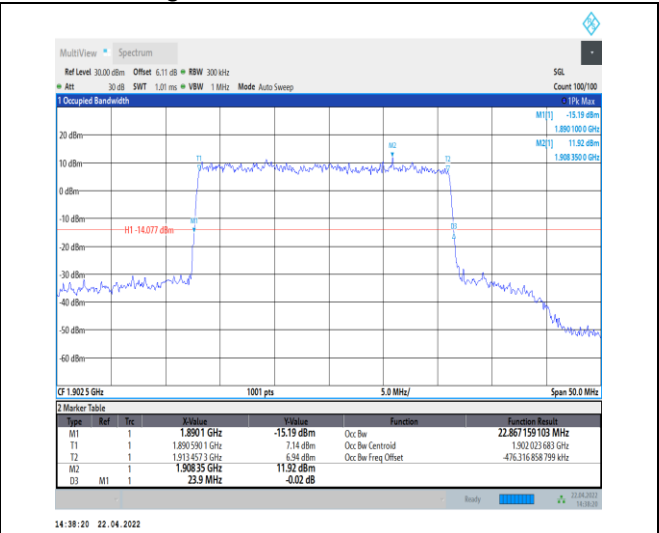 MultiView Spectrum
Ref Level 30.00 dBm Offset 6.11 dB RBW 300 kHz SGL
Att 30 dB SWT 1.01 ms VBW 1 MHz Mode Auto Sweep Count 100/100
1 Occupied Bandwidth 1Pk Max
M1[1] -15.19 dBm
1.890 100 0 GHz
M2[1] 11.92 dBm
1.908 350 0 GHz
20 dBm
M2
10 dBm T1 T2
0 dBm
-10 dBm
M1
H1 -14.077 dBm D3
-20 dBm
-30 dBm
-40 dBm
-50 dBm
-60 dBm
CF 1.902 5 GHz 1001 pts 5.0 MHz/ Span 50.0 MHz
2 Marker Table
Type Ref Trc X-Value Y-Value Function Function Result
M1 1 1.8901 GHz -15.19 dBm Occ Bw 22.867 159 103 MHz
T1 1 1.890 590 1 GHz 7.14 dBm Occ Bw Centroid 1.902 023 683 GHz
T2 1 1.913 457 3 GHz 6.94 dBm Occ Bw Freq Offset -476.316 858 799 kHz
M2 1 1.908 35 GHz 11.92 dBm
D3 M1 1 23.9 MHz -0.02 dB
Ready 22.04.2022
14:38:20
14:38:20 22.04.2022